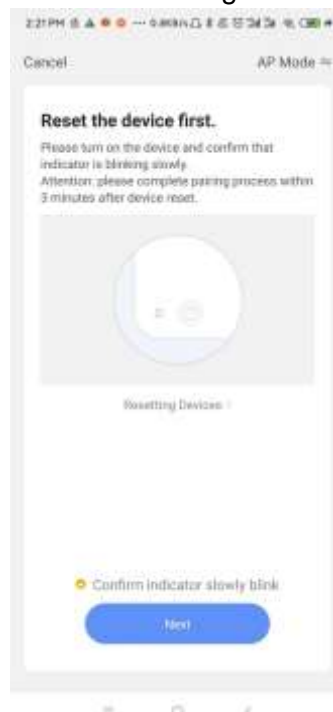 2:21 PM
Cancel
AP Mode
Reset the device first.
Please turn on the device and confirm that
indicator is blinking slowly.
Attention: please complete pairing process within
3 minutes after device reset.
Resetting Devices
Confirm indicator slowly blink
Next